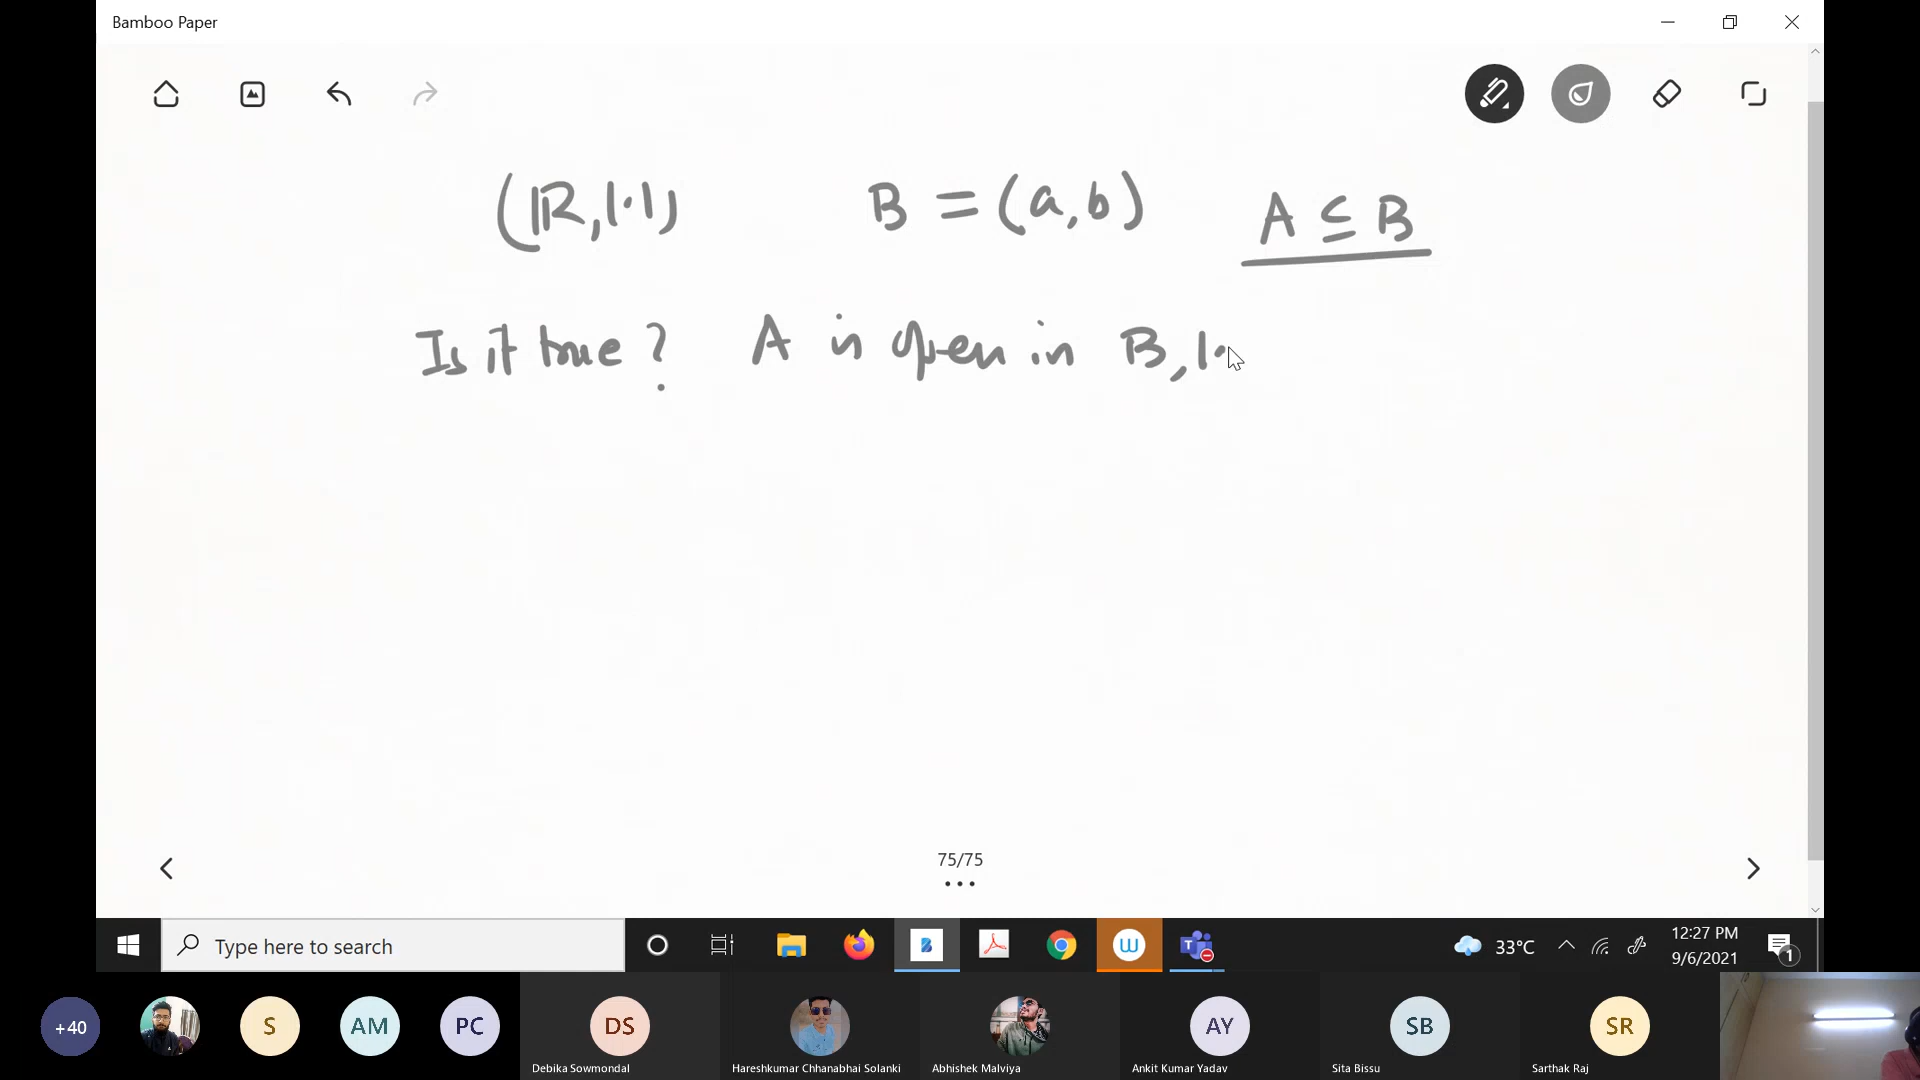 Bamboo Paper
(ℝ, |·|) B = (a, b) A ⊆ B
Is it true? A is open in B, |·
75/75
Type here to search
33°C
12:27 PM
9/6/2021
1
+40
S
AM
PC
DS
AY
SB
SR
Debika Sowmondal
Hareshkumar Chhanabhai Solanki
Abhishek Malviya
Ankit Kumar Yadav
Sita Bissu
Sarthak Raj